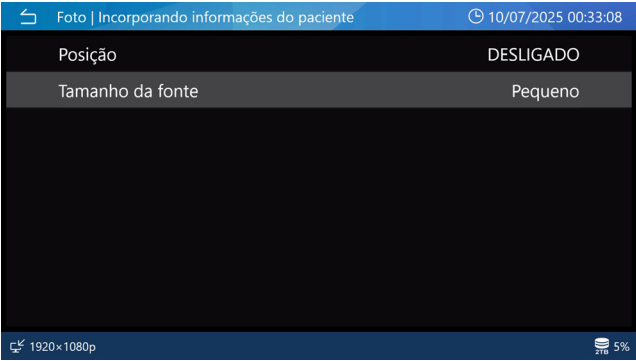 Foto | Incorporando informações do paciente 10/07/2025 00:33:08
Posição DESLIGADO
Tamanho da fonte Pequeno
1920×1080p 2TB 5%